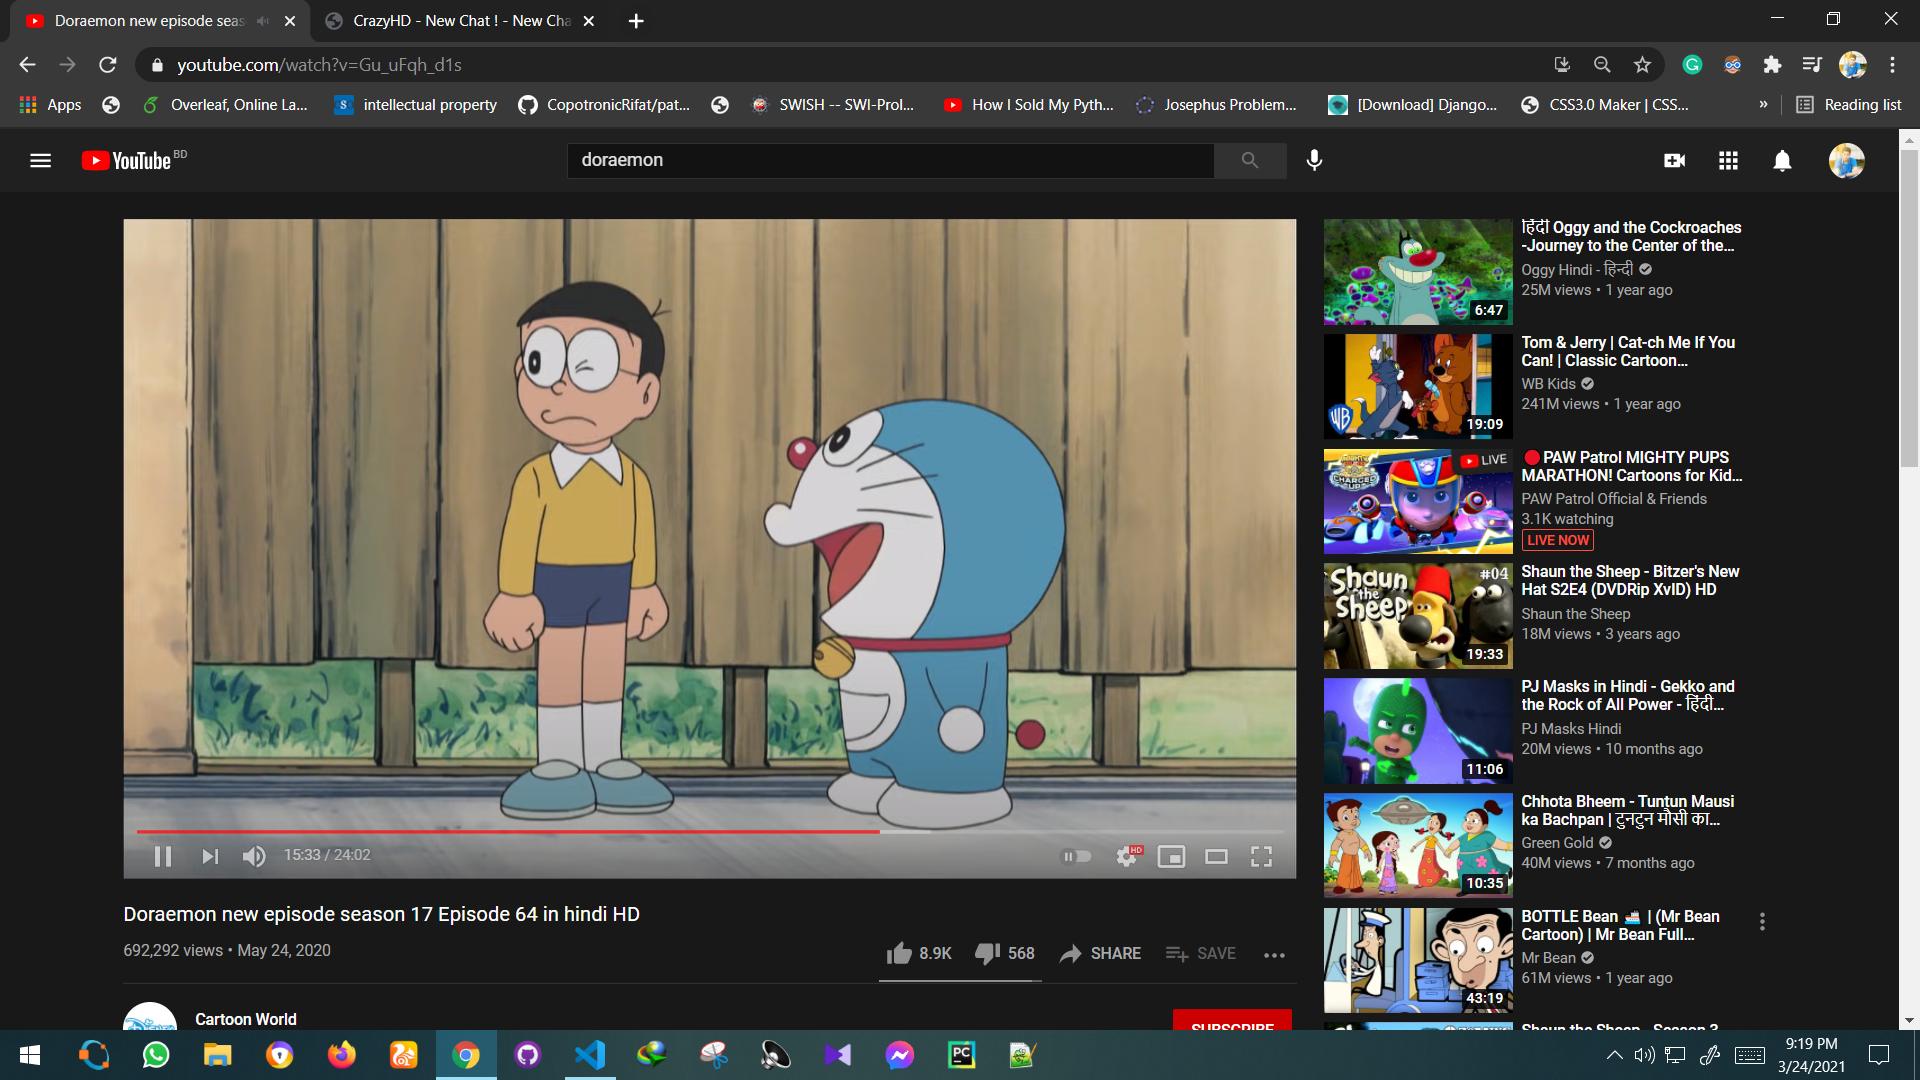 Doraemon new episode seas
CrazyHD - New Chat ! - New Cha
youtube.com/watch?v=Gu_uFqh_d1s
Apps
Overleaf, Online La...
intellectual property
CopotronicRifat/pat...
SWISH -- SWI-Prol...
How I Sold My Pyth...
Josephus Problem...
[Download] Django...
CSS3.0 Maker | CSS...
»
Reading list
YouTube BD
doraemon
15:33 / 24:02
HD
Doraemon new episode season 17 Episode 64 in hindi HD
692,292 views • May 24, 2020
8.9K
568
SHARE
SAVE
Cartoon World
SUBSCRIBE
6:47
हिंदी Oggy and the Cockroaches
-Journey to the Center of the...
Oggy Hindi - हिन्दी
25M views • 1 year ago
WB
19:09
Tom & Jerry | Cat-ch Me If You
Can! | Classic Cartoon...
WB Kids
241M views • 1 year ago
CHARGED UP
LIVE
PAW Patrol MIGHTY PUPS
MARATHON! Cartoons for Kid...
PAW Patrol Official & Friends
3.1K watching
LIVE NOW
Shaun
the
Sheep
#04
19:33
Shaun the Sheep - Bitzer's New
Hat S2E4 (DVDRip XvID) HD
Shaun the Sheep
18M views • 3 years ago
11:06
PJ Masks in Hindi - Gekko and
the Rock of All Power - हिंदी...
PJ Masks Hindi
20M views • 10 months ago
10:35
Chhota Bheem - Tuntun Mausi
ka Bachpan | टुनटुन मौसी का...
Green Gold
40M views • 7 months ago
43:19
BOTTLE Bean 🚢 | (Mr Bean
Cartoon) | Mr Bean Full...
Mr Bean
61M views • 1 year ago
Shaun the Sheep - Season 3
PC
9:19 PM
3/24/2021